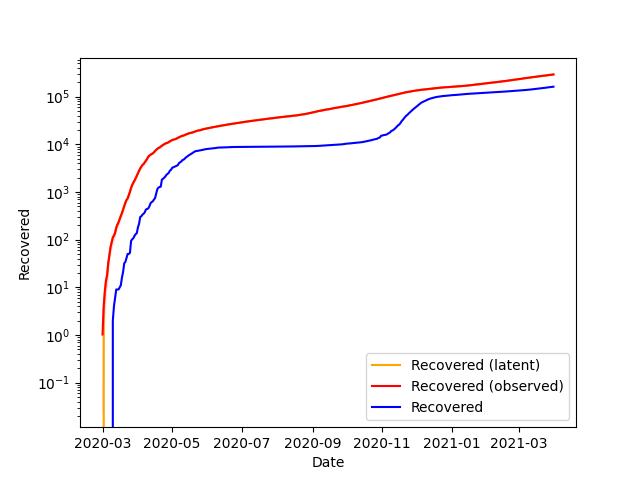 Recovered
10^5
10^4
10^3
10^2
10^1
10^0
10^−1
Recovered (latent)
Recovered (observed)
Recovered
2020-03 2020-05 2020-07 2020-09 2020-11 2021-01 2021-03
Date